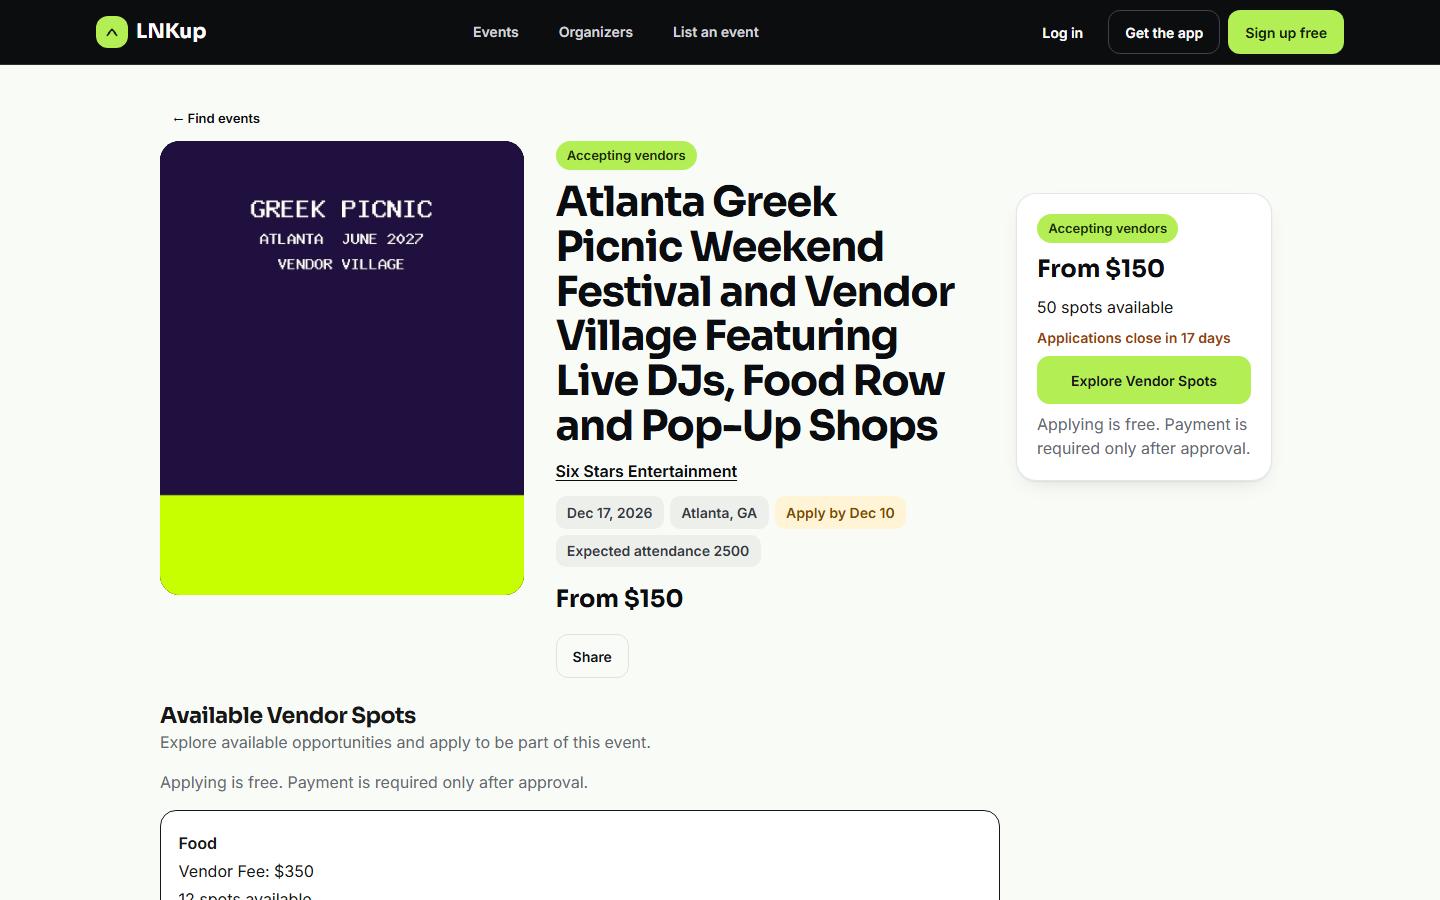 LNKup
Events
Organizers
List an event
Log in
Get the app
Sign up free
← Find events
GREEK PICNIC
ATLANTA JUNE 2027
VENDOR VILLAGE
Accepting vendors
Atlanta Greek
Picnic Weekend
Festival and Vendor
Village Featuring
Live DJs, Food Row
and Pop-Up Shops
Six Stars Entertainment
Dec 17, 2026
Atlanta, GA
Apply by Dec 10
Expected attendance 2500
From $150
Share
Accepting vendors
From $150
50 spots available
Applications close in 17 days
Explore Vendor Spots
Applying is free. Payment is
required only after approval.
Available Vendor Spots
Explore available opportunities and apply to be part of this event.
Applying is free. Payment is required only after approval.
Food
Vendor Fee: $350
12 spots available